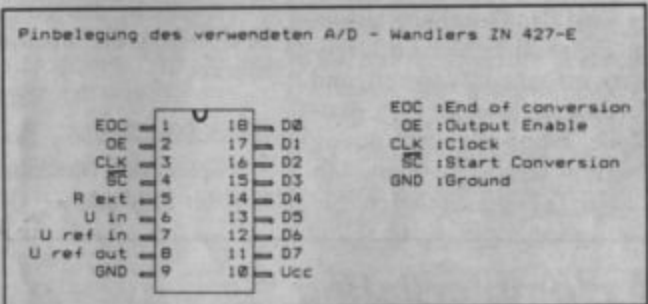 Pinbelegung des verwendeten A/D - Wandlers ZN 427-E
EOC 1 18 D0
OE 2 17 D1
CLK 3 16 D2
SC 4 15 D3
R ext 5 14 D4
U in 6 13 D5
U ref in 7 12 D6
U ref out 8 11 D7
GND 9 10 Ucc
EOC :End of conversion
OE :Output Enable
CLK :Clock
SC :Start Conversion
GND :Ground